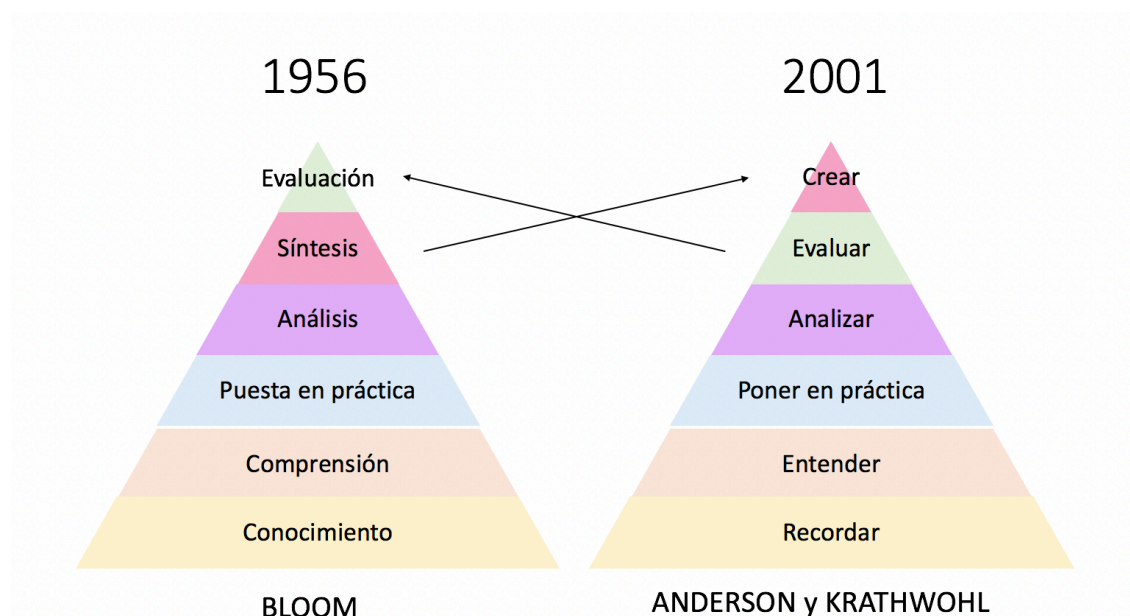 1956
Evaluación
Síntesis
Análisis
Puesta en práctica
Comprensión
Conocimiento
BLOOM
2001
Crear
Evaluar
Analizar
Poner en práctica
Entender
Recordar
ANDERSON y KRATHWOHL